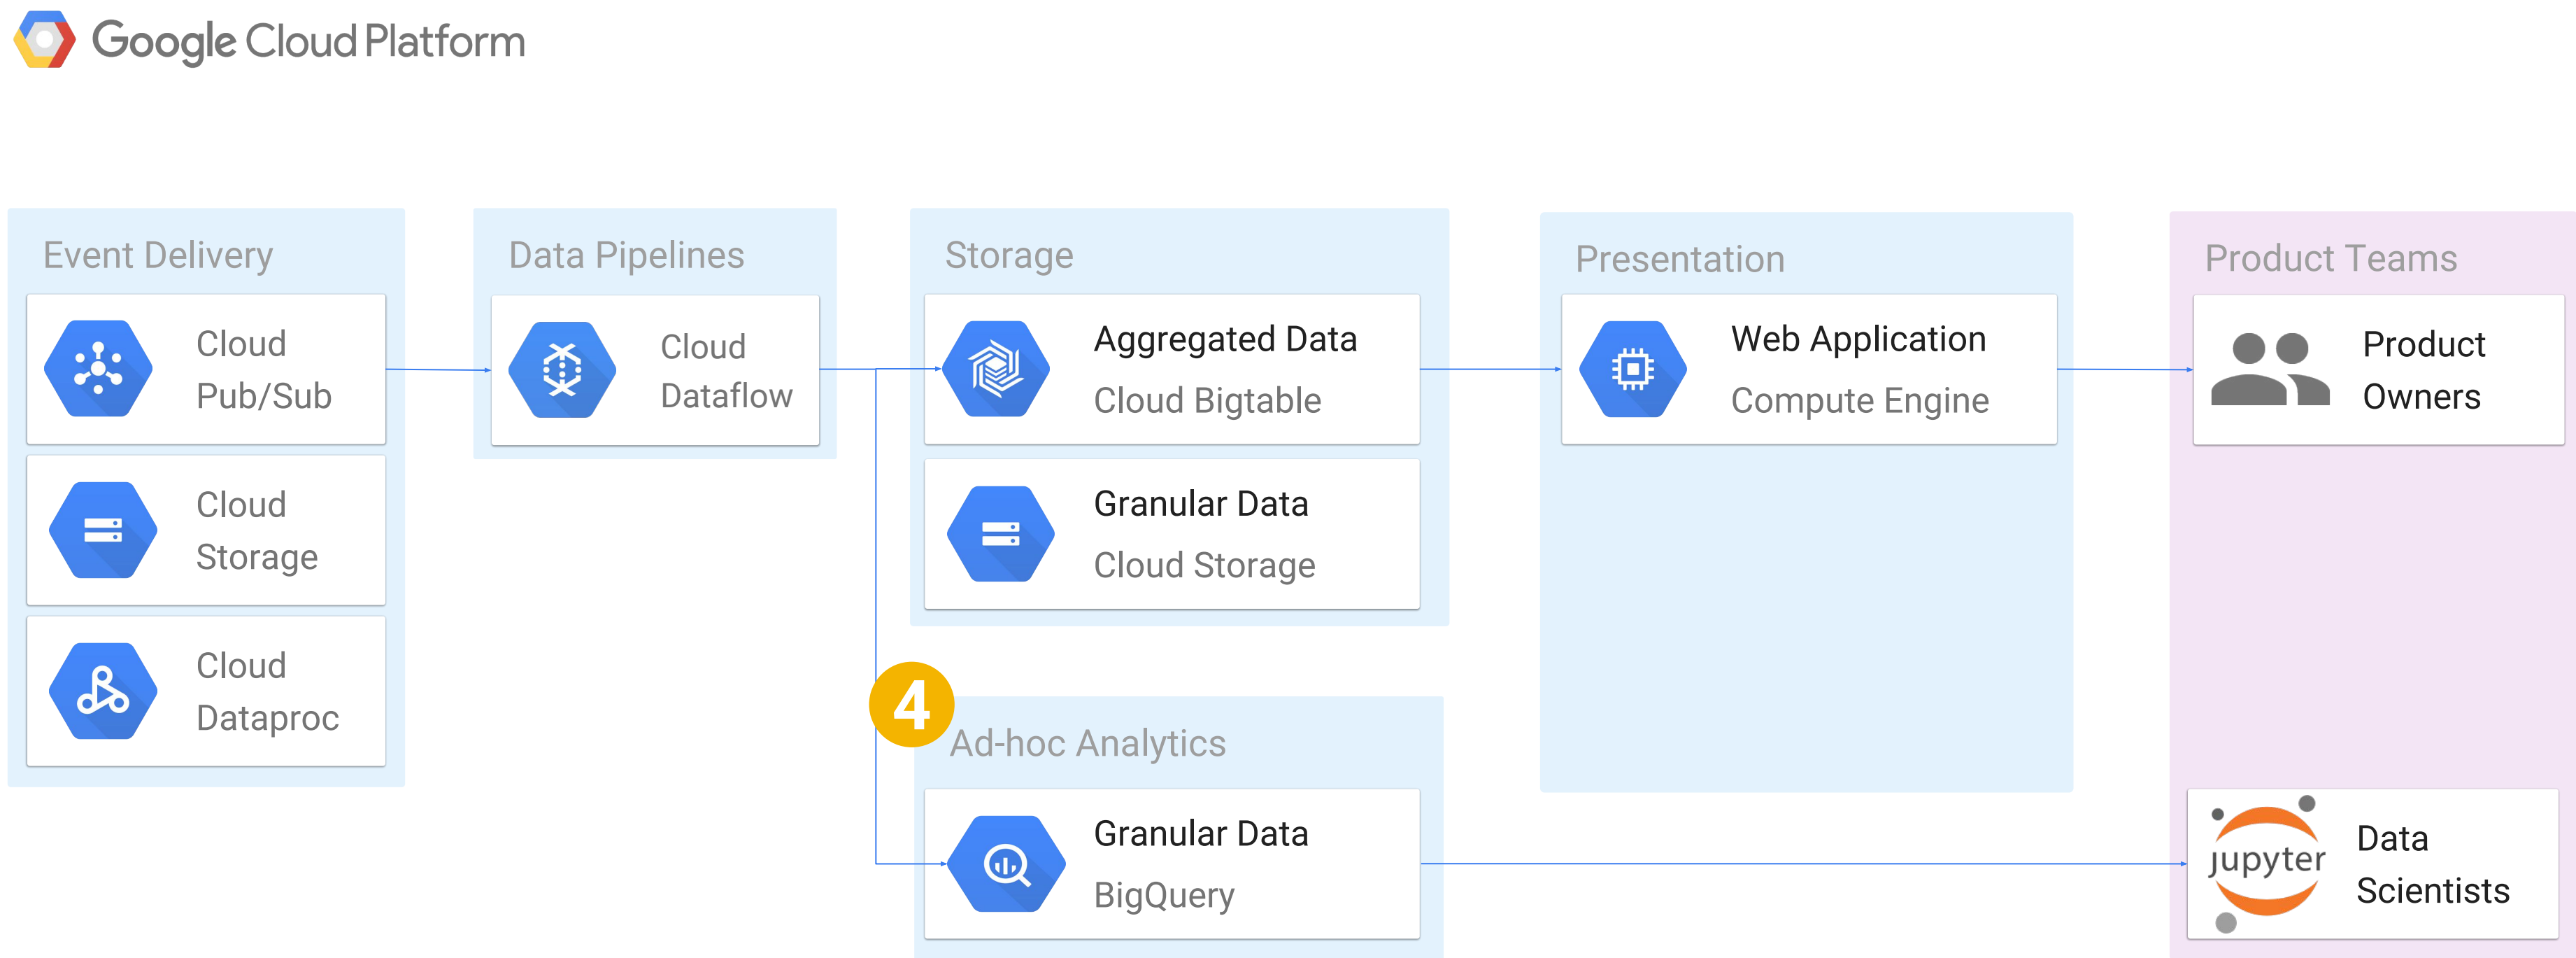 Google Cloud Platform
Event Delivery
Cloud
Pub/Sub
Cloud
Storage
Cloud
Dataproc
Data Pipelines
Cloud
Dataflow
Storage
Aggregated Data
Cloud Bigtable
Granular Data
Cloud Storage
4
Ad-hoc Analytics
Granular Data
BigQuery
Presentation
Web Application
Compute Engine
Product Teams
Product
Owners
jupyter
Data
Scientists